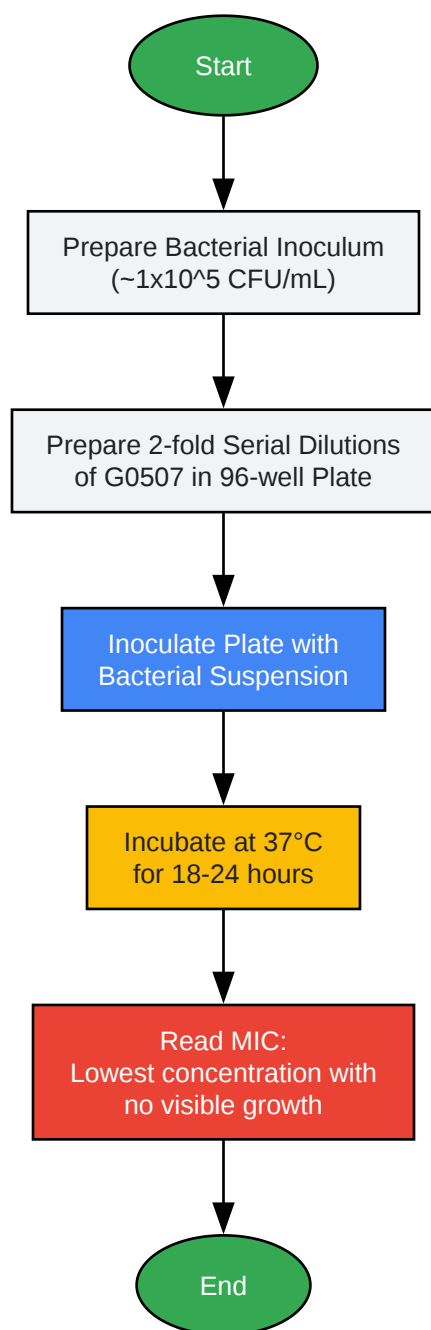 Start
Prepare Bacterial Inoculum
(~1x10^5 CFU/mL)
Prepare 2-fold Serial Dilutions
of G0507 in 96-well Plate
Inoculate Plate with
Bacterial Suspension
Incubate at 37°C
for 18-24 hours
Read MIC:
Lowest concentration with
no visible growth
End